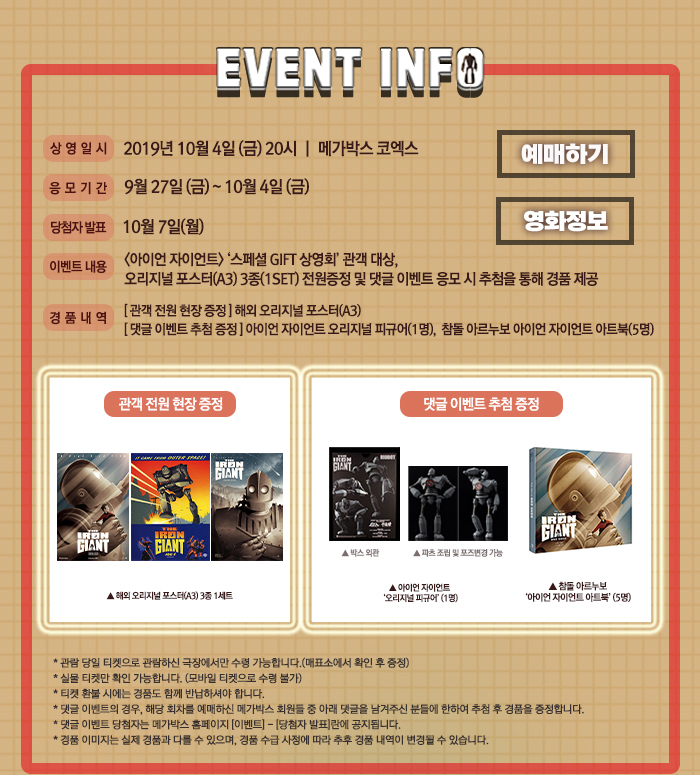 EVENT INFO
상영일시 2019년 10월 4일 (금) 20시 | 메가박스 코엑스
예매하기
응모기간 9월 27일 (금) ~ 10월 4일 (금)
당첨자 발표 10월 7일(월)
영화정보
이벤트 내용 <아이언 자이언트> '스페셜 GIFT 상영회' 관객 대상,
오리지널 포스터(A3) 3종(1SET) 전원증정 및 댓글 이벤트 응모 시 추첨을 통해 경품 제공
경품내역 [ 관객 전원 현장 증정 ] 해외 오리지널 포스터(A3)
[ 댓글 이벤트 추첨 증정 ] 아이언 자이언트 오리지널 피규어(1명), 참돌 아르누보 아이언 자이언트 아트북(5명)
관객 전원 현장 증정
THE IRON GIANT
IT CAME FROM OUTER SPACE!
THE IRON GIANT
THE IRON GIANT
▲ 해외 오리지널 포스터(A3) 3종 1세트
댓글 이벤트 추첨 증정
ROBOT
THE IRON GIANT
▲ 박스 외관
▲ 파츠 조립 및 포즈변경 가능
▲ 아이언 자이언트
'오리지널 피규어' (1명)
▲ 참돌 아르누보
'아이언 자이언트 아트북' (5명)
* 관람 당일 티켓으로 관람하신 극장에서만 수령 가능합니다.(매표소에서 확인 후 증정)
* 실물 티켓만 확인 가능합니다. (모바일 티켓으로 수령 불가)
* 티켓 환불 시에는 경품도 함께 반납하셔야 합니다.
* 댓글 이벤트의 경우, 해당 회차를 예매하신 메가박스 회원들 중 아래 댓글을 남겨주신 분들에 한하여 추첨 후 경품을 증정합니다.
* 댓글 이벤트 당첨자는 메가박스 홈페이지 [이벤트] - [당첨자 발표]란에 공지됩니다.
* 경품 이미지는 실제 경품과 다를 수 있으며, 경품 수급 사정에 따라 추후 경품 내역이 변경될 수 있습니다.